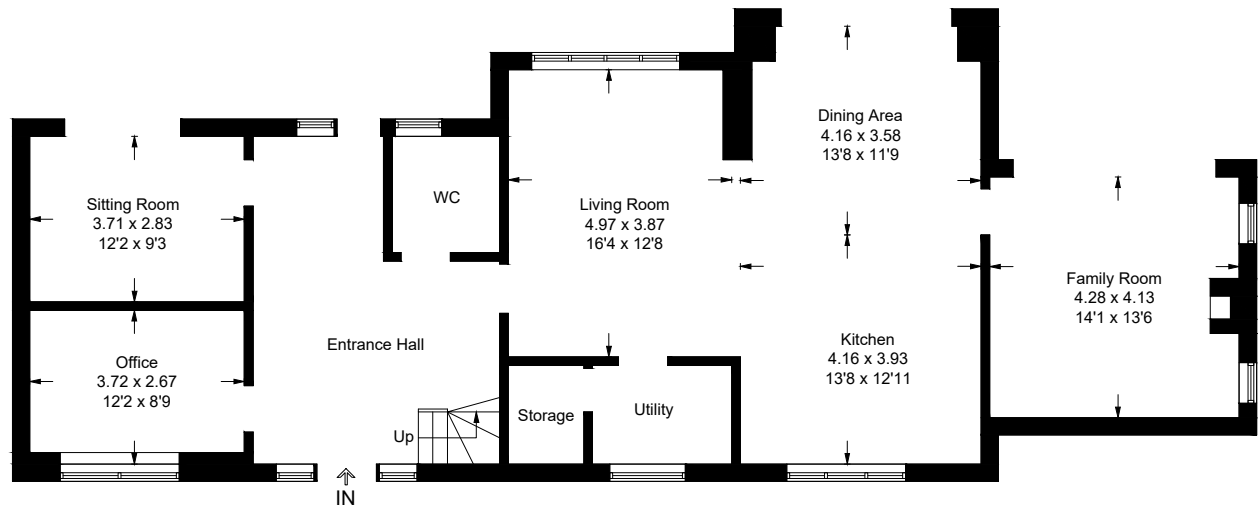 Sitting Room
3.71 x 2.83
12'2 x 9'3
Office
3.72 x 2.67
12'2 x 8'9
Entrance Hall
WC
Up
IN
Living Room
4.97 x 3.87
16'4 x 12'8
Storage
Utility
Dining Area
4.16 x 3.58
13'8 x 11'9
Kitchen
4.16 x 3.93
13'8 x 12'11
Family Room
4.28 x 4.13
14'1 x 13'6